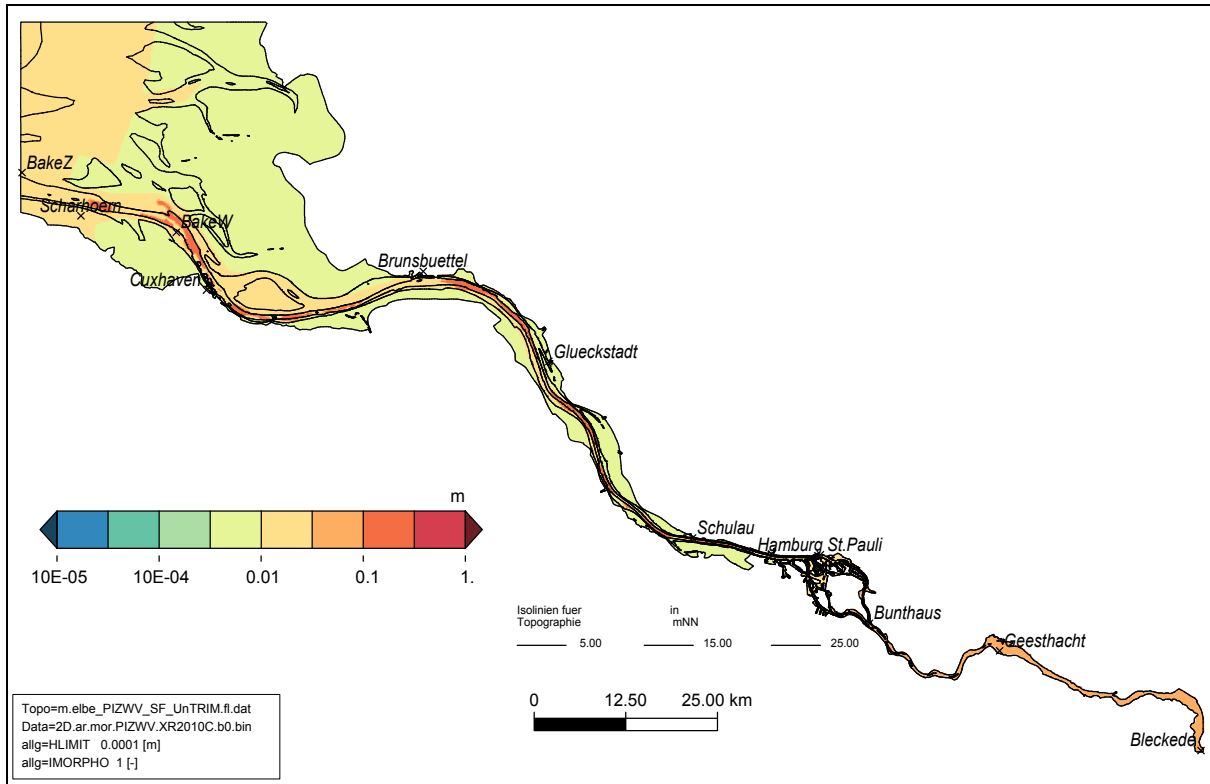 BakeZ
Scharhoern
BakeW
Cuxhaven
Brunsbuettel
Glueckstadt
Schulau
Hamburg St.Pauli
Bunthaus
Geesthacht
Bleckede
m
10E-05 10E-04 0.01 0.1 1.
Isolinien fuer in
Topographie mNN
5.00 15.00 25.00
0 12.50 25.00 km
Topo=m.elbe_PIZWV_SF_UnTRIM.fl.dat
Data=2D.ar.mor.PIZWV.XR2010C.b0.bin
allg=HLIMIT 0.0001 [m]
allg=IMORPHO 1 [-]